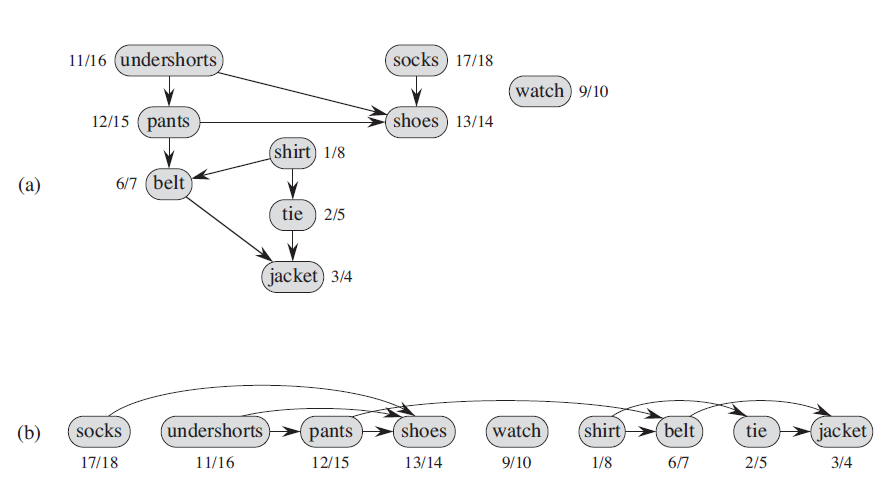 11/16 undershorts socks 17/18
watch 9/10
12/15 pants shoes 13/14
shirt 1/8
(a) 6/7 belt
tie 2/5
jacket 3/4
(b) socks undershorts pants shoes watch shirt belt tie jacket
17/18 11/16 12/15 13/14 9/10 1/8 6/7 2/5 3/4